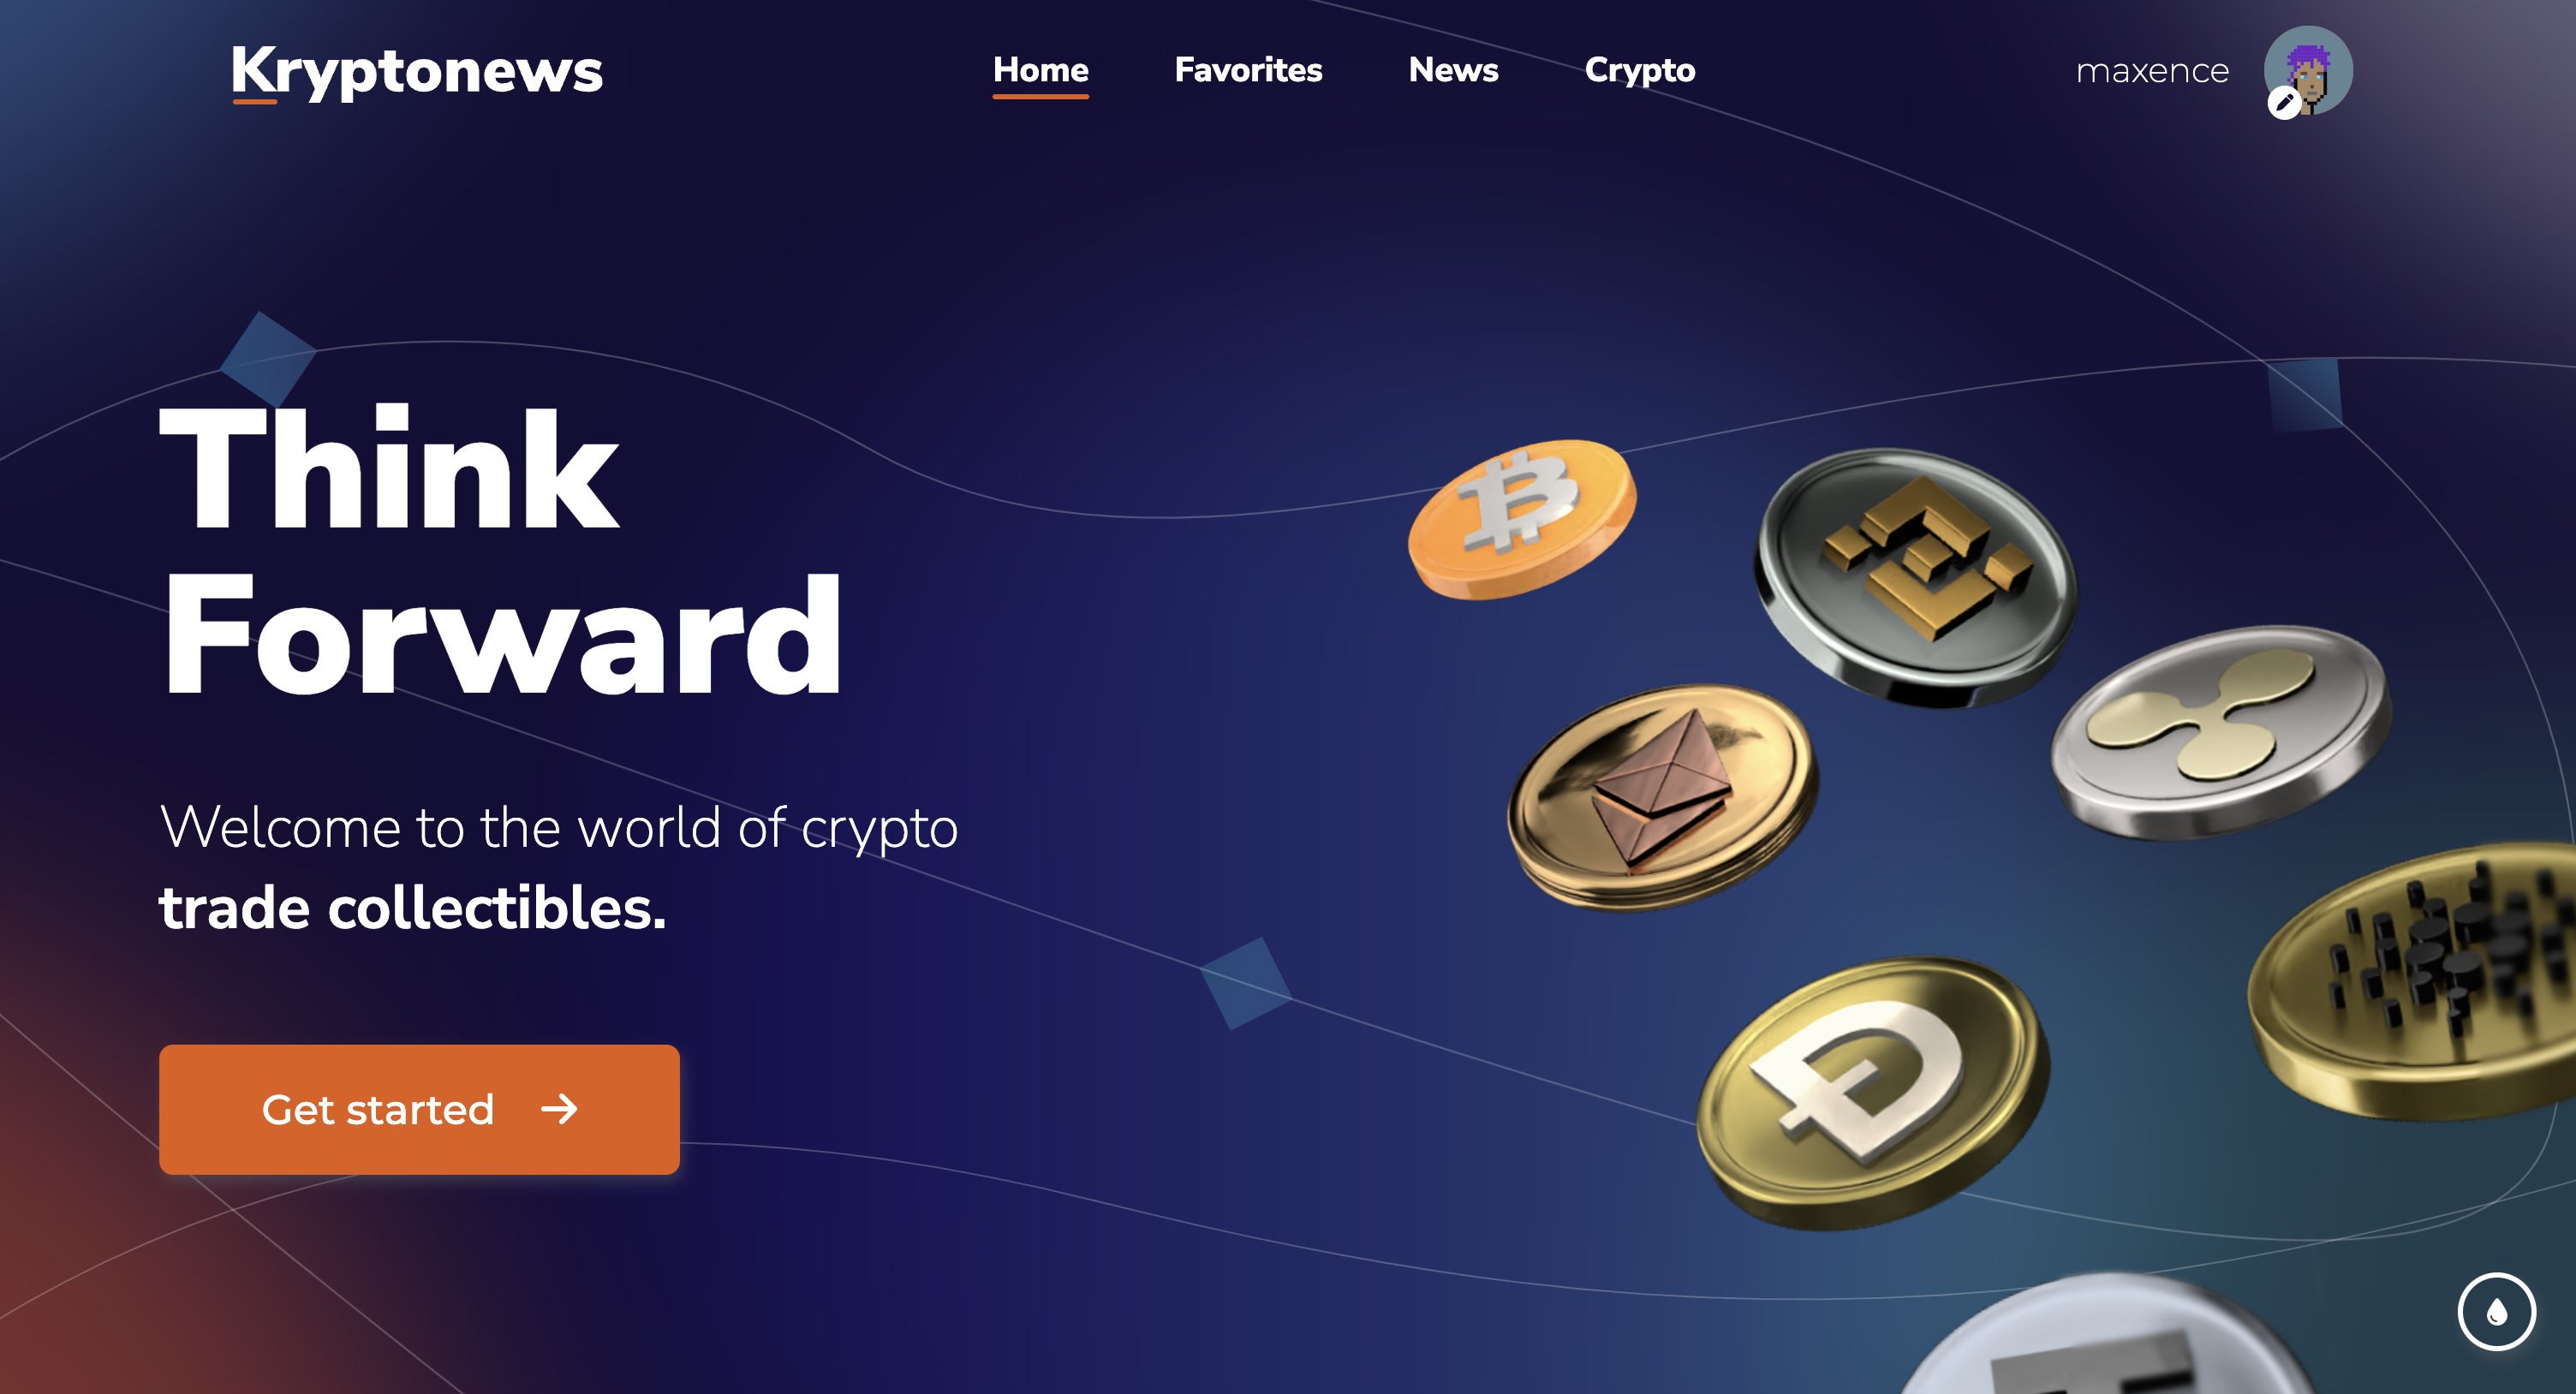 Kryptonews
Home
Favorites
News
Crypto
maxence
Think
Forward
Welcome to the world of crypto
trade collectibles.
Get started